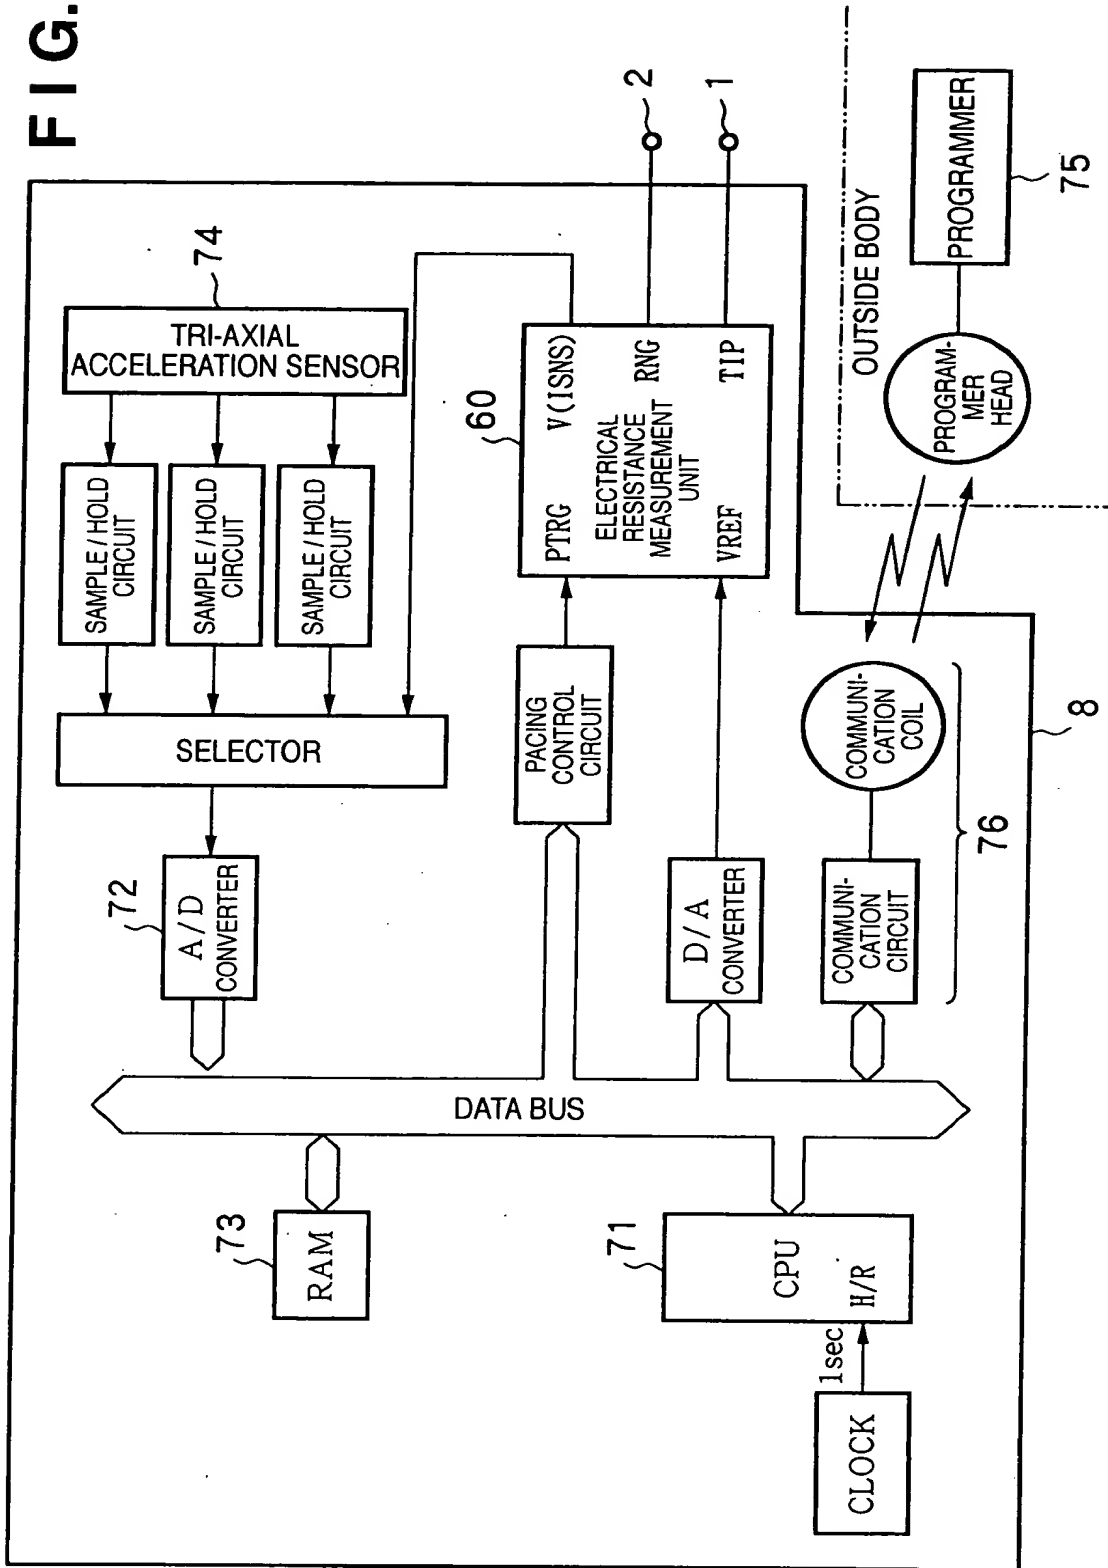 FIG.
74
TRI-AXIAL
ACCELERATION SENSOR
SAMPLE/HOLD
CIRCUIT
SAMPLE/HOLD
CIRCUIT
SAMPLE/HOLD
CIRCUIT
SELECTOR
72
A/D
CONVERTER
73
RAM
60
PTRG
V(ISNS)
ELECTRICAL
RESISTANCE
MEASUREMENT
UNIT
RNG
VREF
TIP
2
1
PACING
CONTROL
CIRCUIT
D/A
CONVERTER
DATA BUS
71
CPU
H/R
1sec
CLOCK
COMMUNI-
CATION
CIRCUIT
COMMUNI-
CATION
COIL
76
8
OUTSIDE BODY
PROGRAM-
MER
HEAD
PROGRAMMER
75